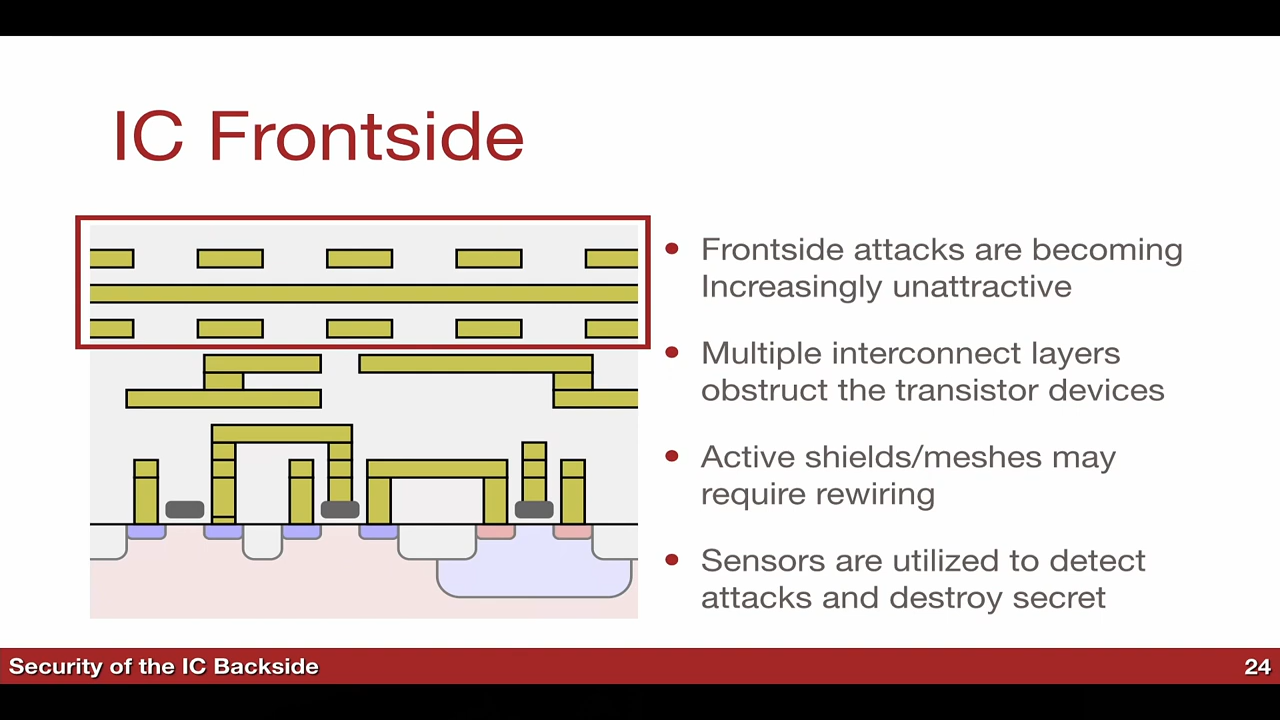 IC Frontside
• Frontside attacks are becoming
Increasingly unattractive
• Multiple interconnect layers
obstruct the transistor devices
• Active shields/meshes may
require rewiring
• Sensors are utilized to detect
attacks and destroy secret
Security of the IC Backside
24